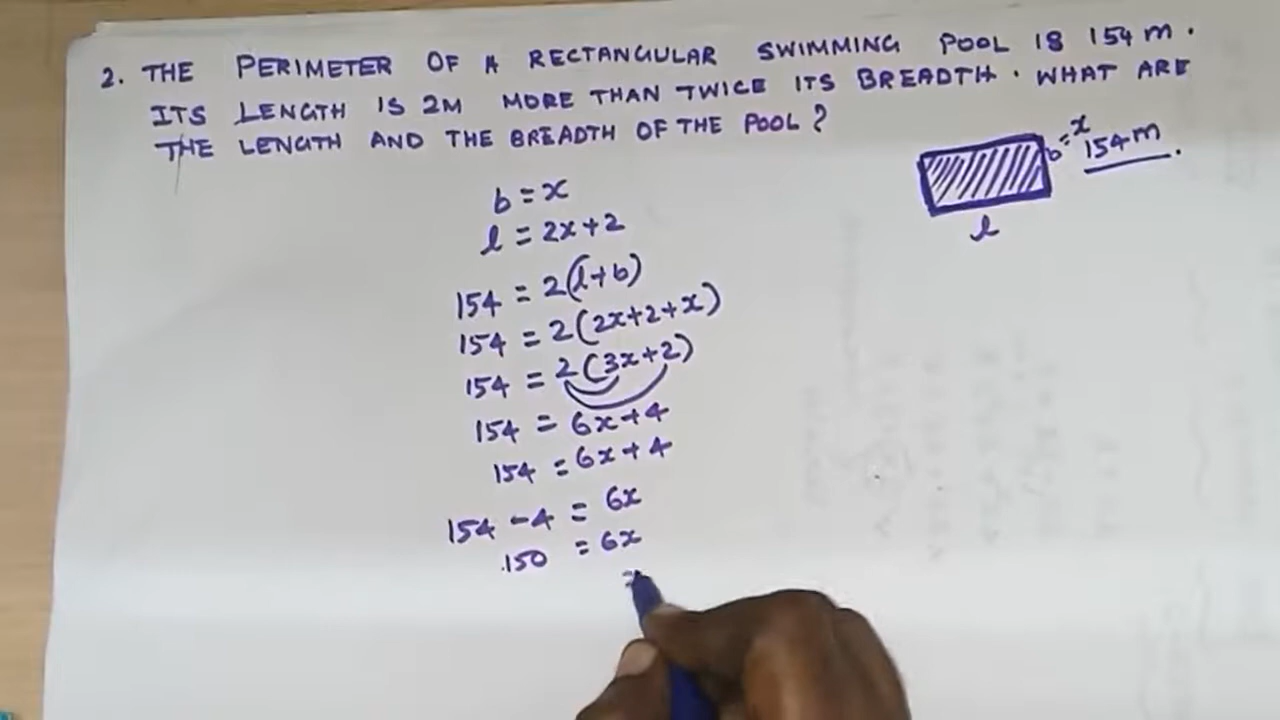 2. THE PERIMETER OF A RECTANGULAR SWIMMING POOL IS 154 M.
ITS LENGTH IS 2M MORE THAN TWICE ITS BREADTH. WHAT ARE
THE LENGTH AND THE BREADTH OF THE POOL?
b=x
154m.
l
b = x
l = 2x+2
154 = 2(l+b)
154 = 2(2x+2+x)
154 = 2(3x+2)
154 = 6x+4
154 = 6x+4
154 - 4 = 6x
150 = 6x